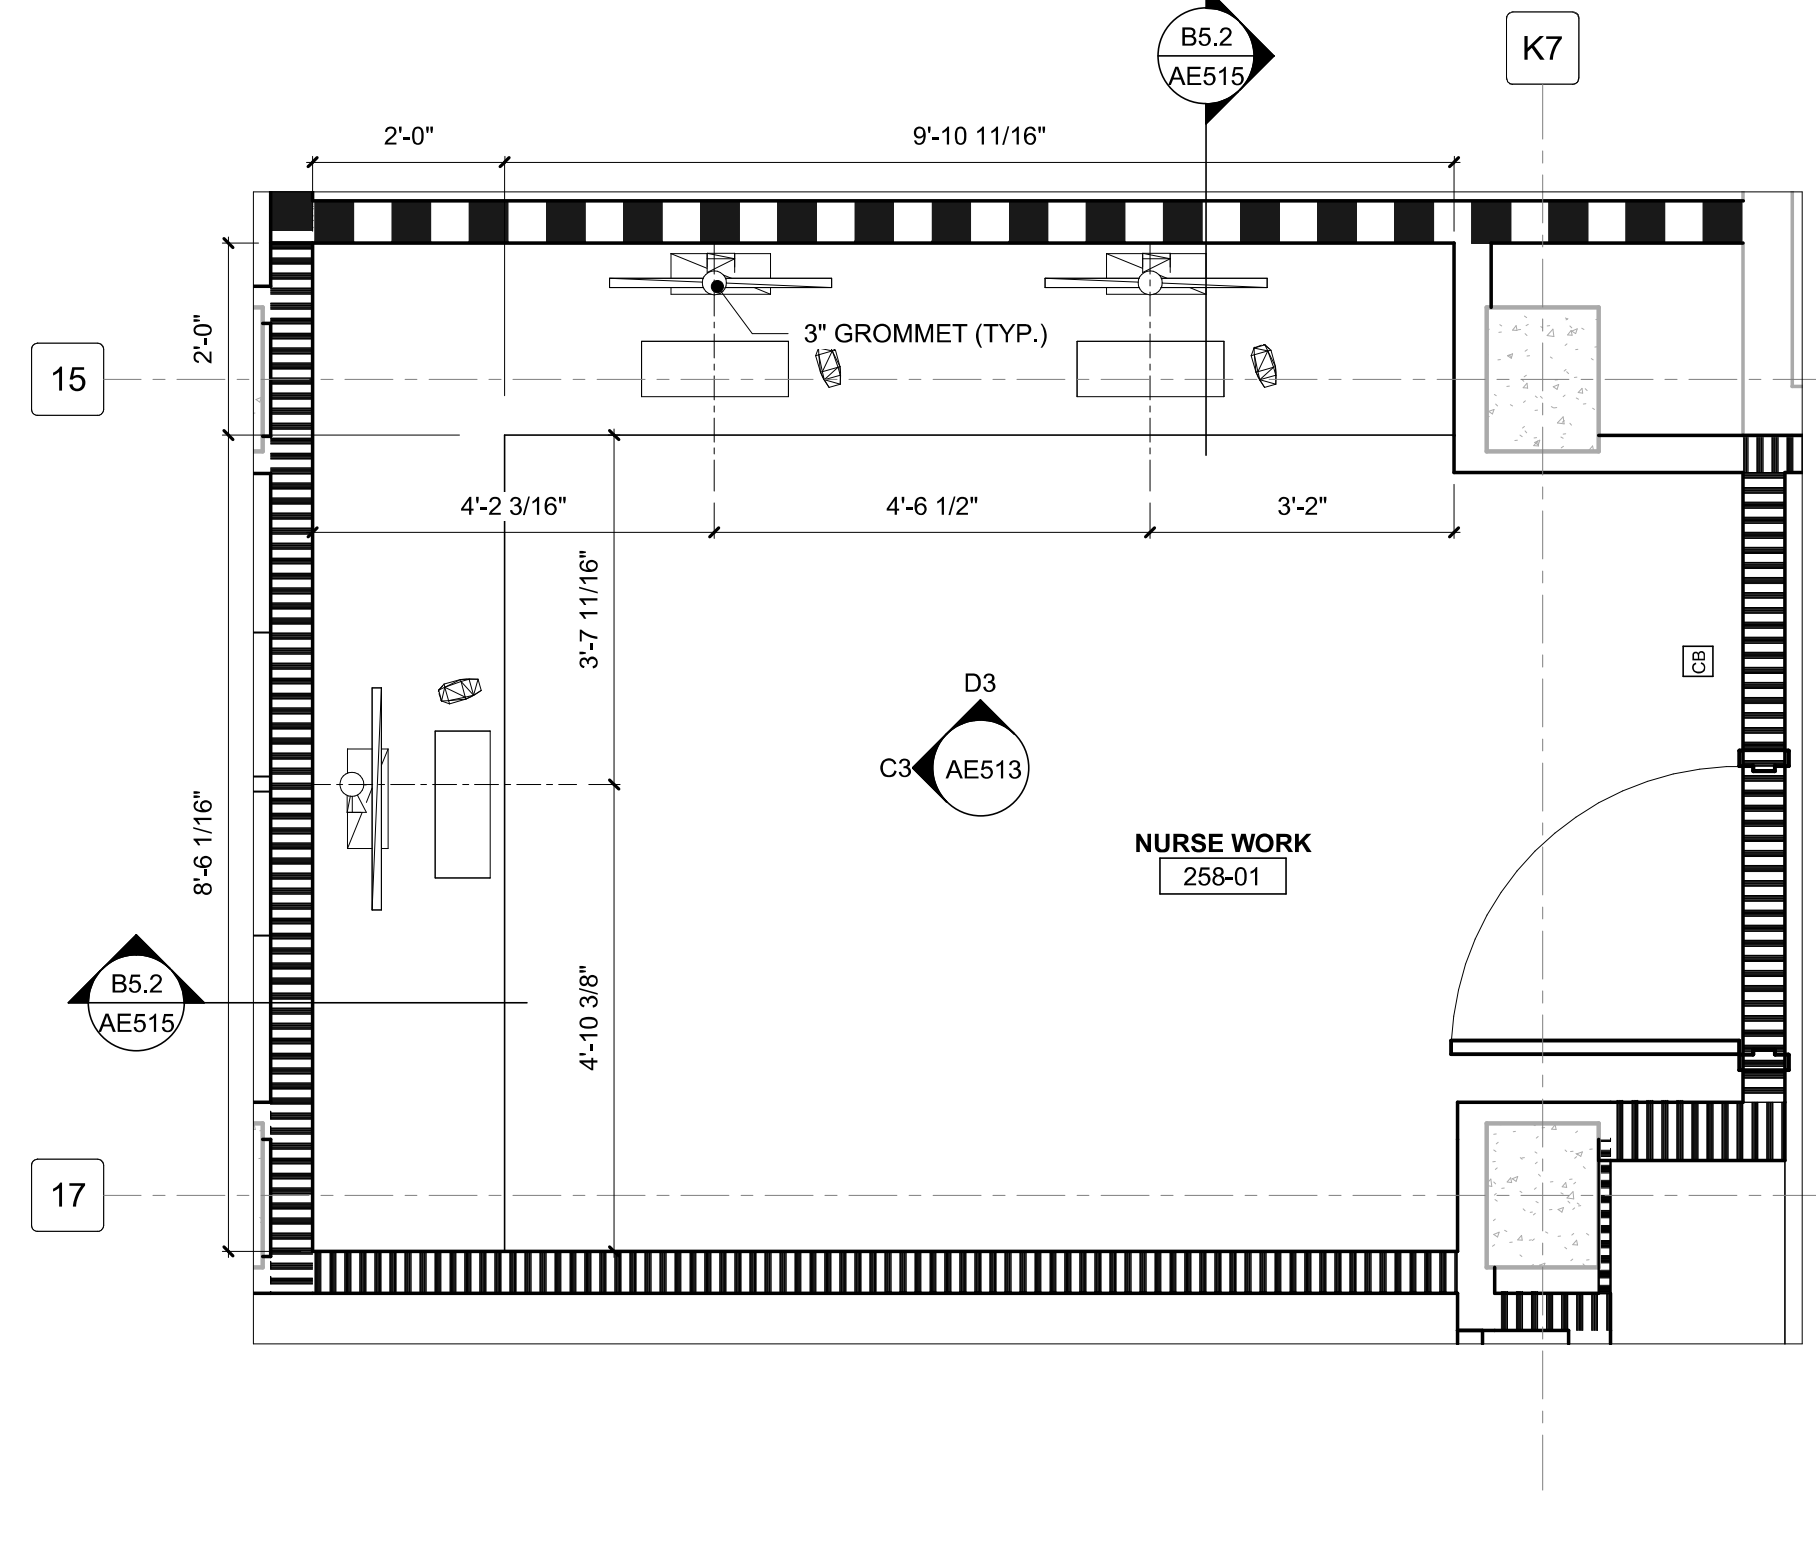 B5.2
AE515
K7
2'-0"
9'-10 11/16"
2'-0"
3" GROMMET (TYP.)
15
4'-2 3/16"
4'-6 1/2"
3'-2"
3'-7 11/16"
CB
D3
C3
AE513
NURSE WORK
258-01
8'-6 1/16"
B5.2
AE515
4'-10 3/8"
17